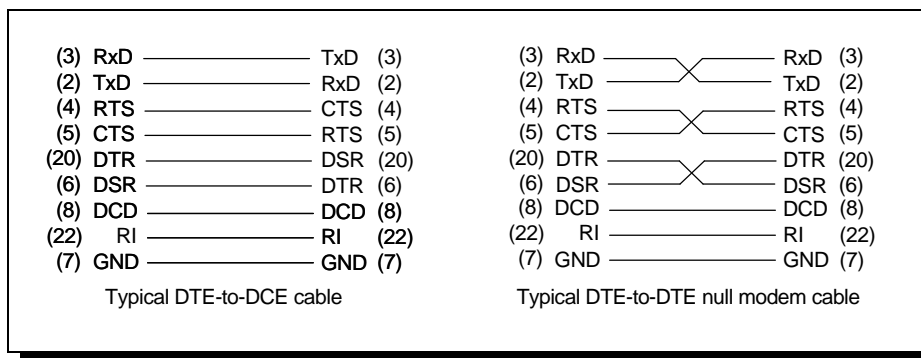 (3) RxD TxD (3)
(2) TxD RxD (2)
(4) RTS CTS (4)
(5) CTS RTS (5)
(20) DTR DSR (20)
(6) DSR DTR (6)
(8) DCD DCD (8)
(22) RI RI (22)
(7) GND GND (7)
Typical DTE-to-DCE cable
(3) RxD RxD (3)
(2) TxD TxD (2)
(4) RTS RTS (4)
(5) CTS CTS (5)
(20) DTR DTR (20)
(6) DSR DSR (6)
(8) DCD DCD (8)
(22) RI RI (22)
(7) GND GND (7)
Typical DTE-to-DTE null modem cable